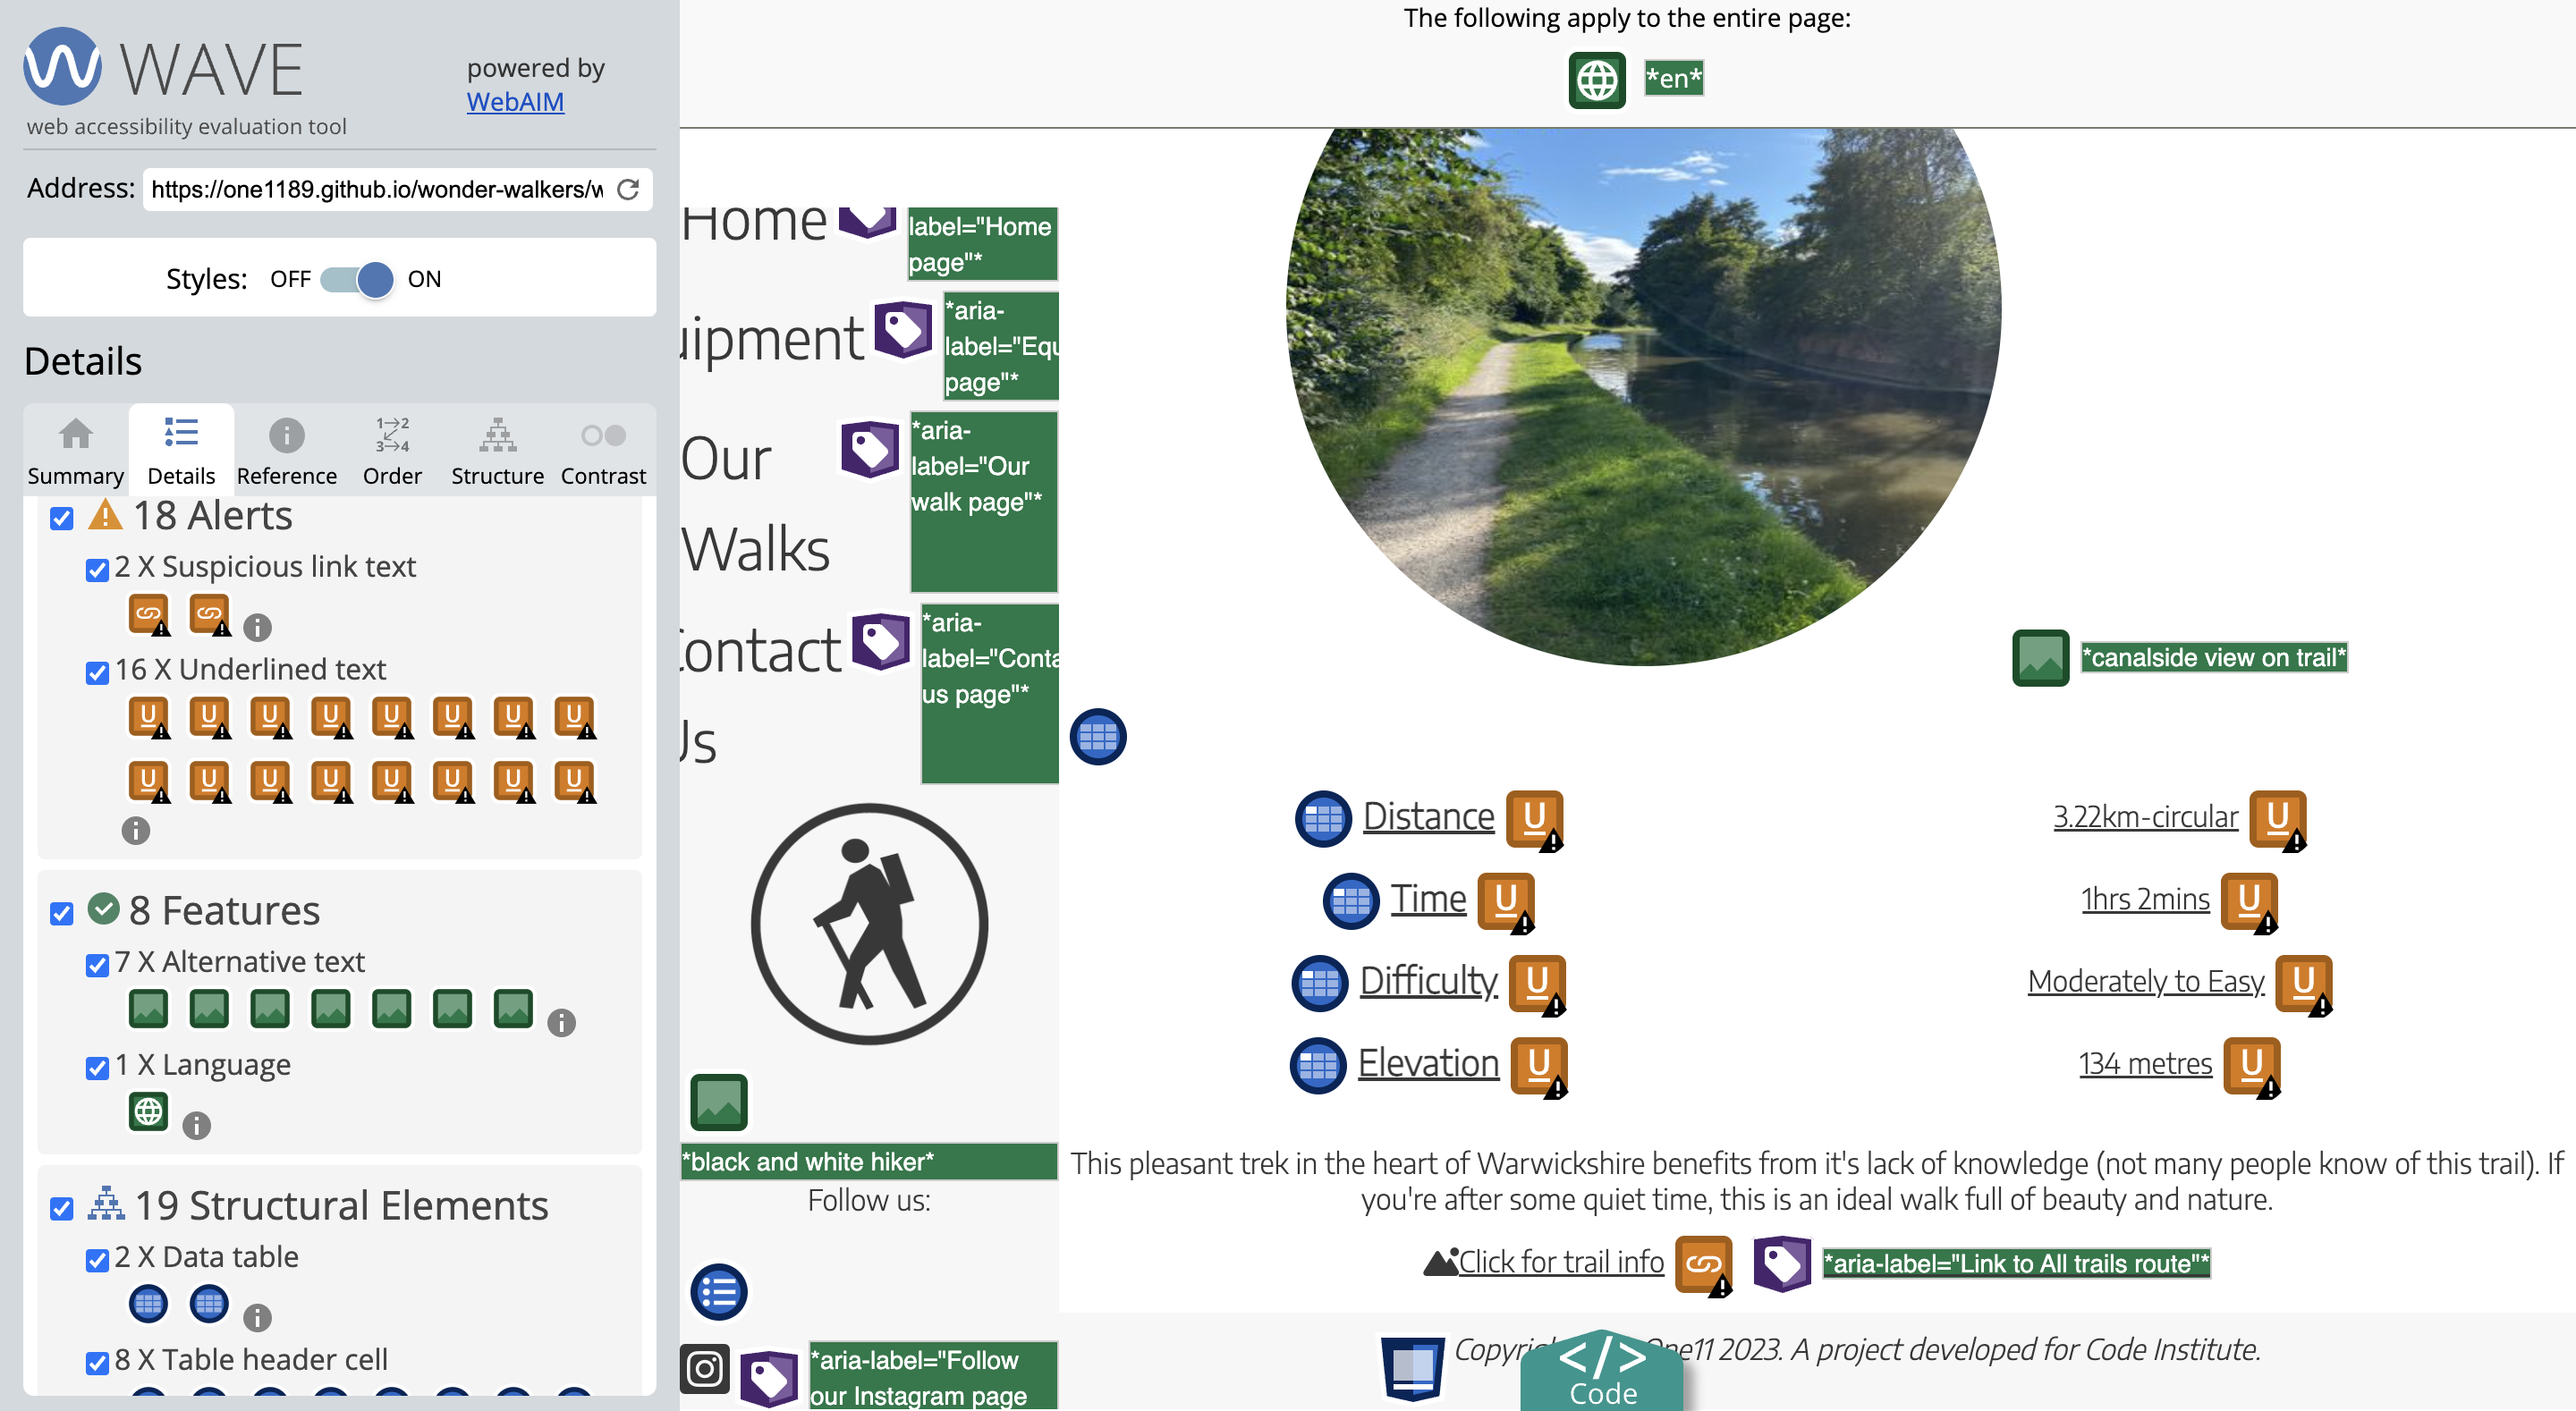 WAVE
powered by
WebAIM
web accessibility evaluation tool
Address: https://one1189.github.io/wonder-walkers/w
Styles: OFF ON
Details
Summary Details Reference Order Structure Contrast
18 Alerts
2 X Suspicious link text
16 X Underlined text
8 Features
7 X Alternative text
1 X Language
19 Structural Elements
2 X Data table
8 X Table header cell
The following apply to the entire page:
*en*
Home
label="Home
page"*
uipment
*aria-
label="Equ
page"*
Our
Walks
*aria-
label="Our
walk page"*
Contact
Us
*aria-
label="Conta
us page"*
*black and white hiker*
Follow us:
*aria-label="Follow
our Instagram page
*canalside view on trail*
Distance 3.22km-circular
Time 1hrs 2mins
Difficulty Moderately to Easy
Elevation 134 metres
This pleasant trek in the heart of Warwickshire benefits from it's lack of knowledge (not many people know of this trail). If
you're after some quiet time, this is an ideal walk full of beauty and nature.
Click for trail info *aria-label="Link to All trails route"*
One11 2023. A project developed for Code Institute.
</> Code